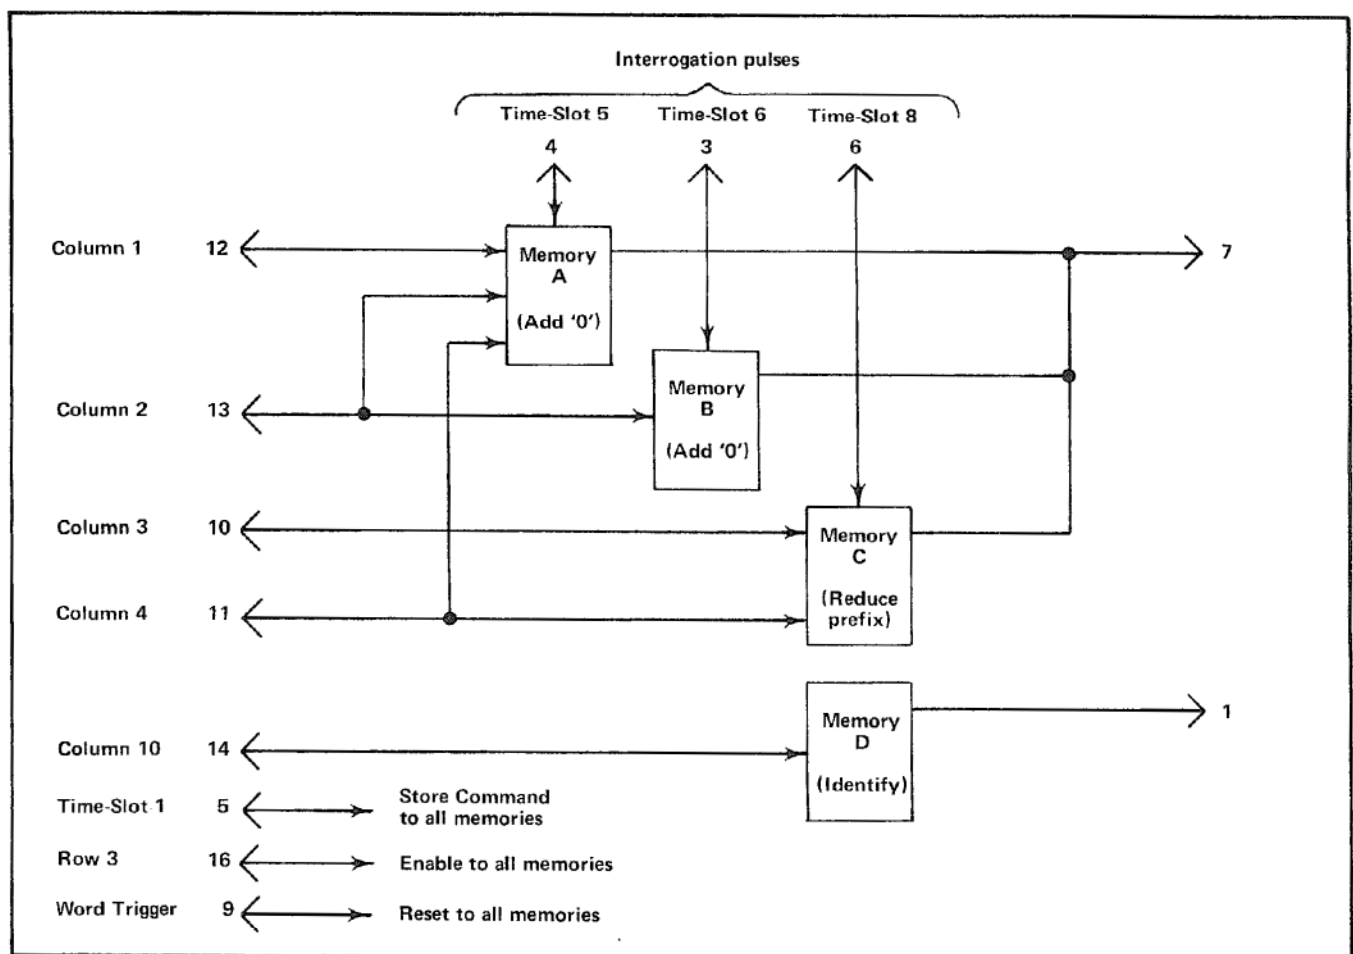 Interrogation pulses
Time-Slot 5 Time-Slot 6 Time-Slot 8
4 3 6
Column 1 12
Memory
A
(Add ‘0’)
7
Column 2 13
Memory
B
(Add ‘0’)
Column 3 10
Memory
C
(Reduce
prefix)
Column 4 11
Memory
D
(Identify)
1
Column 10 14
Time-Slot 1 5 Store Command
to all memories
Row 3 16 Enable to all memories
Word Trigger 9 Reset to all memories